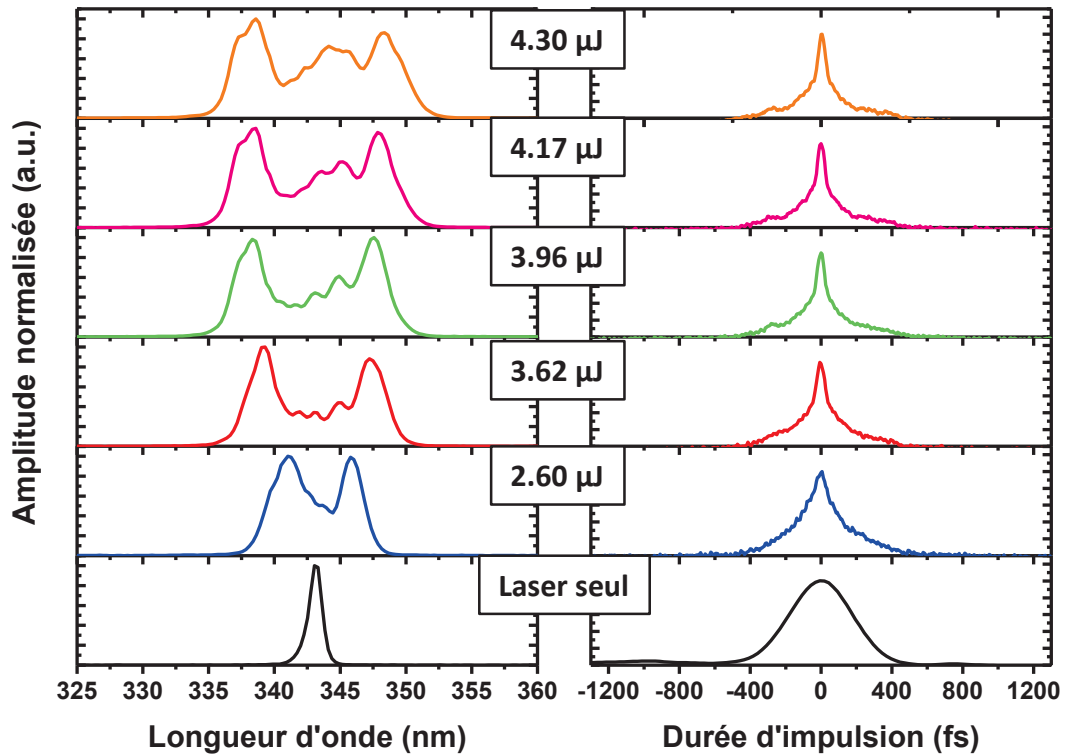 Amplitude normalisée (a.u.)
4.30 µJ
4.17 µJ
3.96 µJ
3.62 µJ
2.60 µJ
Laser seul
325 330 335 340 345 350 355 360
-1200 -800 -400 0 400 800 1200
Longueur d'onde (nm)
Durée d'impulsion (fs)